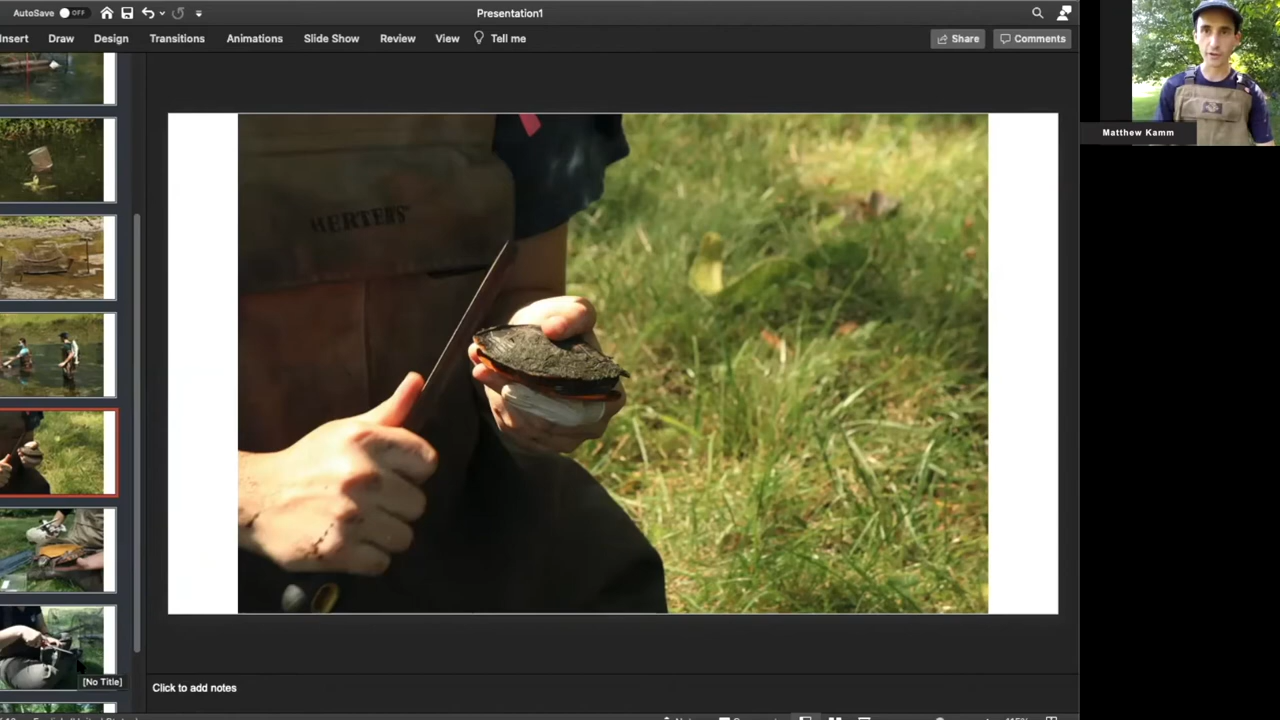 AutoSave OFF
Presentation1
Insert Draw Design Transitions Animations Slide Show Review View Tell me
Share Comments
Matthew Kamm
HERTER'S
[No Title]
Click to add notes